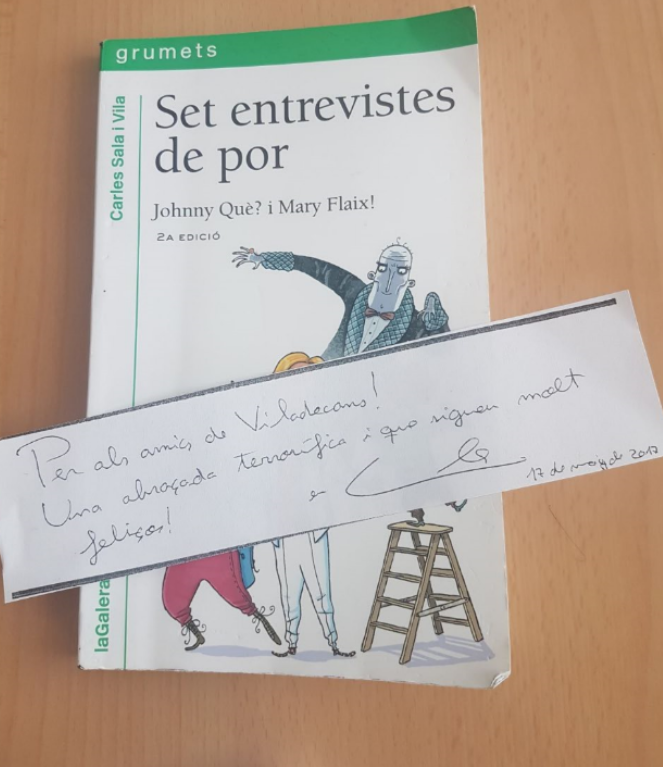 grumets
Carles Sala i Vila
Set entrevistes
de por
Johnny Què? i Mary Flaix!
2A EDICIÓ
Per als amics de Viladecans!
Una abraçada terrorífica i que sigueu molt
feliços!
17 de maig de 2017
laGalera